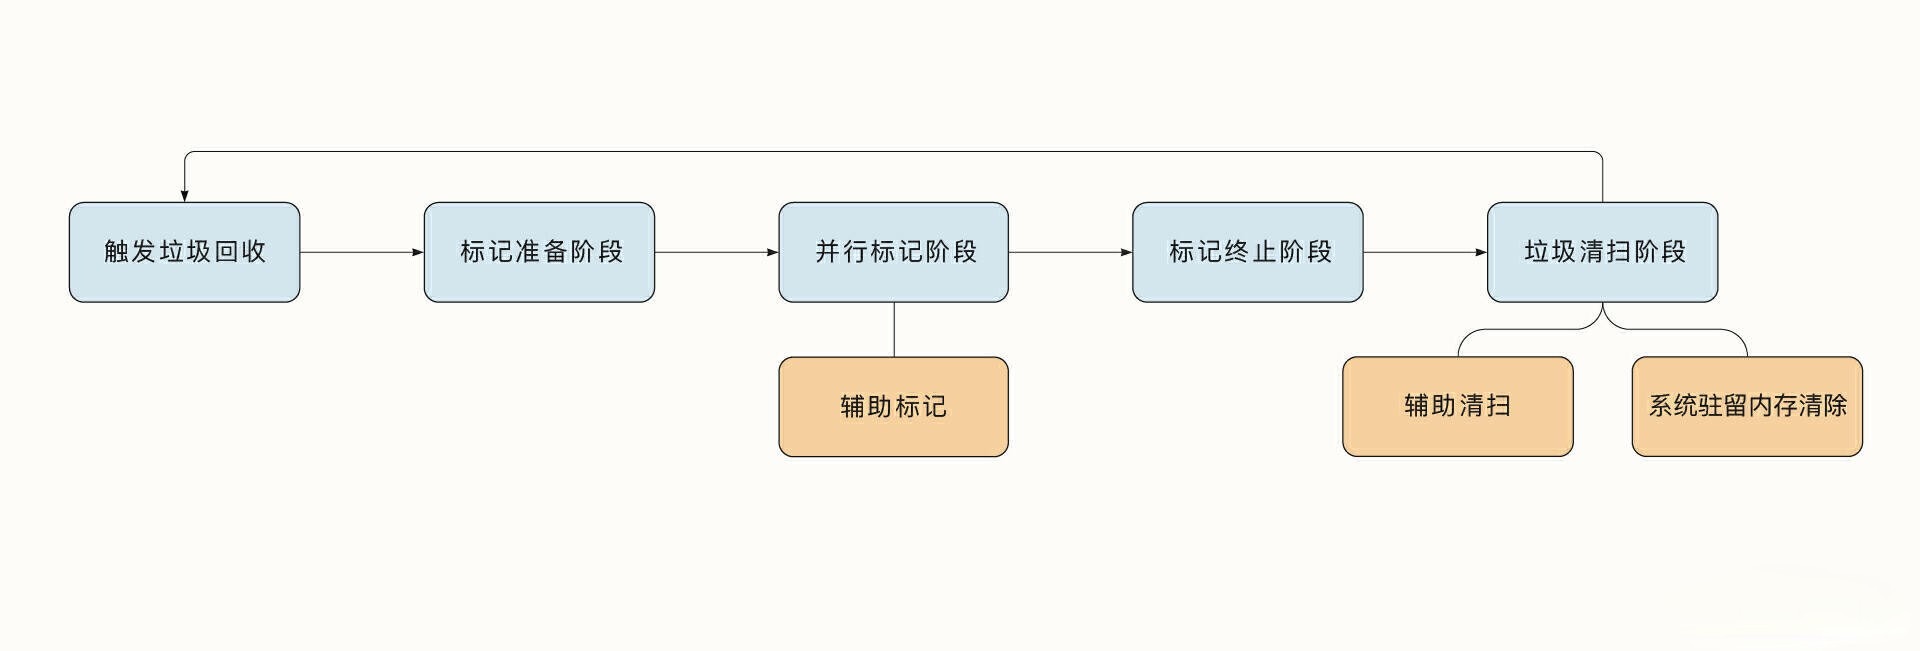 触发垃圾回收
标记准备阶段
并行标记阶段
标记终止阶段
垃圾清扫阶段
辅助标记
辅助清扫
系统驻留内存清除